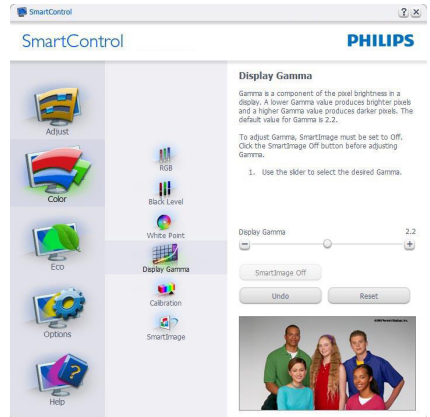 SmartControl
SmartControl
PHILIPS
Adjust
Color
Eco
Options
Help
RGB
Black Level
White Point
Display Gamma
Calibration
SmartImage
Display Gamma
Gamma is a component of the pixel brightness in a
display. A lower Gamma value produces brighter pixels
and a higher Gamma value produces darker pixels. The
default value for Gamma is 2.2.
To adjust Gamma, SmartImage must be set to Off.
Click the SmartImage Off button before adjusting
Gamma.
1. Use the slider to select the desired Gamma.
Display Gamma 2.2
SmartImage Off
Undo Reset